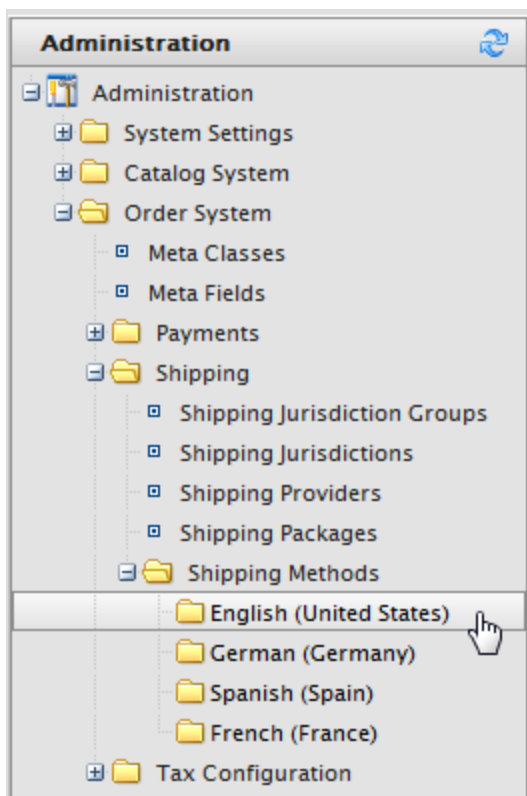 Administration
Administration
System Settings
Catalog System
Order System
Meta Classes
Meta Fields
Payments
Shipping
Shipping Jurisdiction Groups
Shipping Jurisdictions
Shipping Providers
Shipping Packages
Shipping Methods
English (United States)
German (Germany)
Spanish (Spain)
French (France)
Tax Configuration